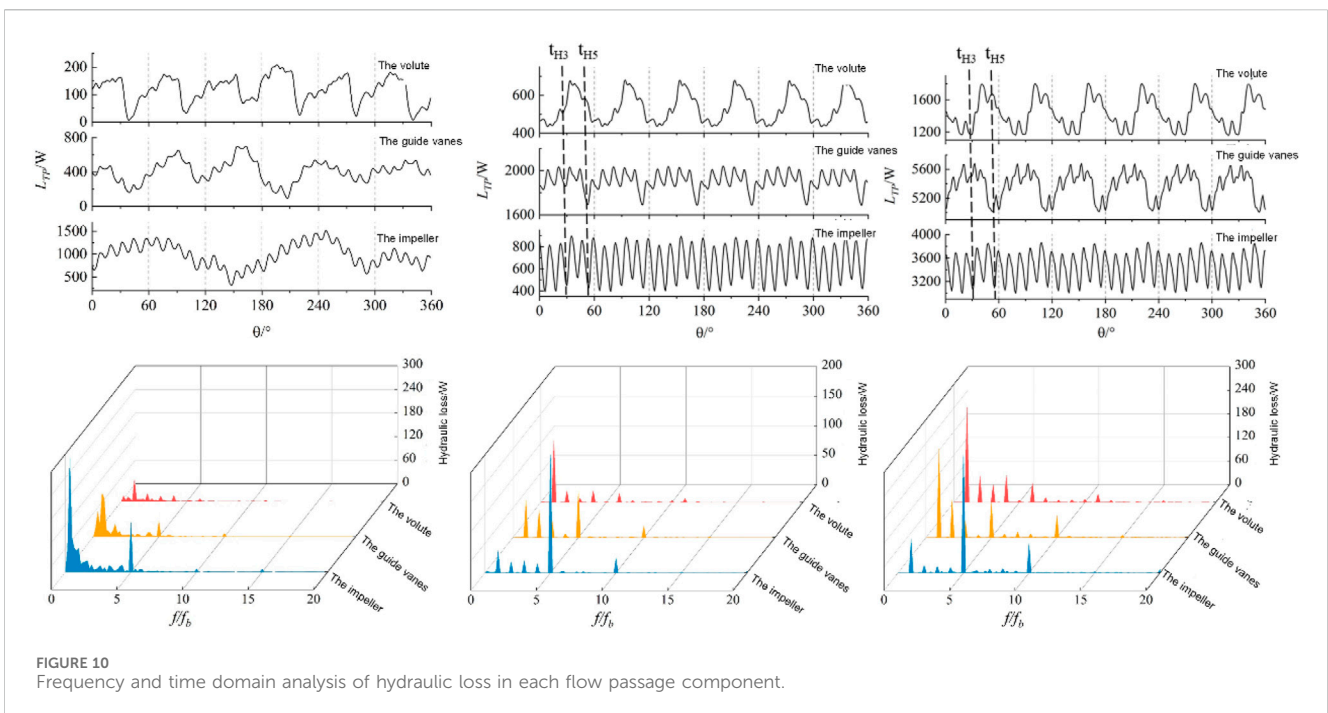 t_H3 t_H5
t_H3 t_H5
200
100
0
The volute
800
600
400
200
0
The guide vanes
1500
1000
500
The impeller
L_TP/W
0 60 120 180 240 300 360
θ/°
600
400
The volute
2000
1600
The guide vanes
800
600
400
The impeller
L_TP/W
0 60 120 180 240 300 360
θ/°
1600
1200
The volute
5600
5200
The guide vanes
4000
3600
3200
The impeller
L_TP/W
0 60 120 180 240 300 360
θ/°
300
240
180
120
60
0
Hydraulic loss/W
The volute
The guide vanes
The impeller
0 5 10 15 20
f/f_b
200
150
100
50
0
Hydraulic loss/W
The volute
The guide vanes
The impeller
0 5 10 15 20
f/f_b
300
240
180
120
60
0
Hydraulic loss/W
The volute
The guide vanes
The impeller
0 5 10 15 20
f/f_b
FIGURE 10
Frequency and time domain analysis of hydraulic loss in each flow passage component.